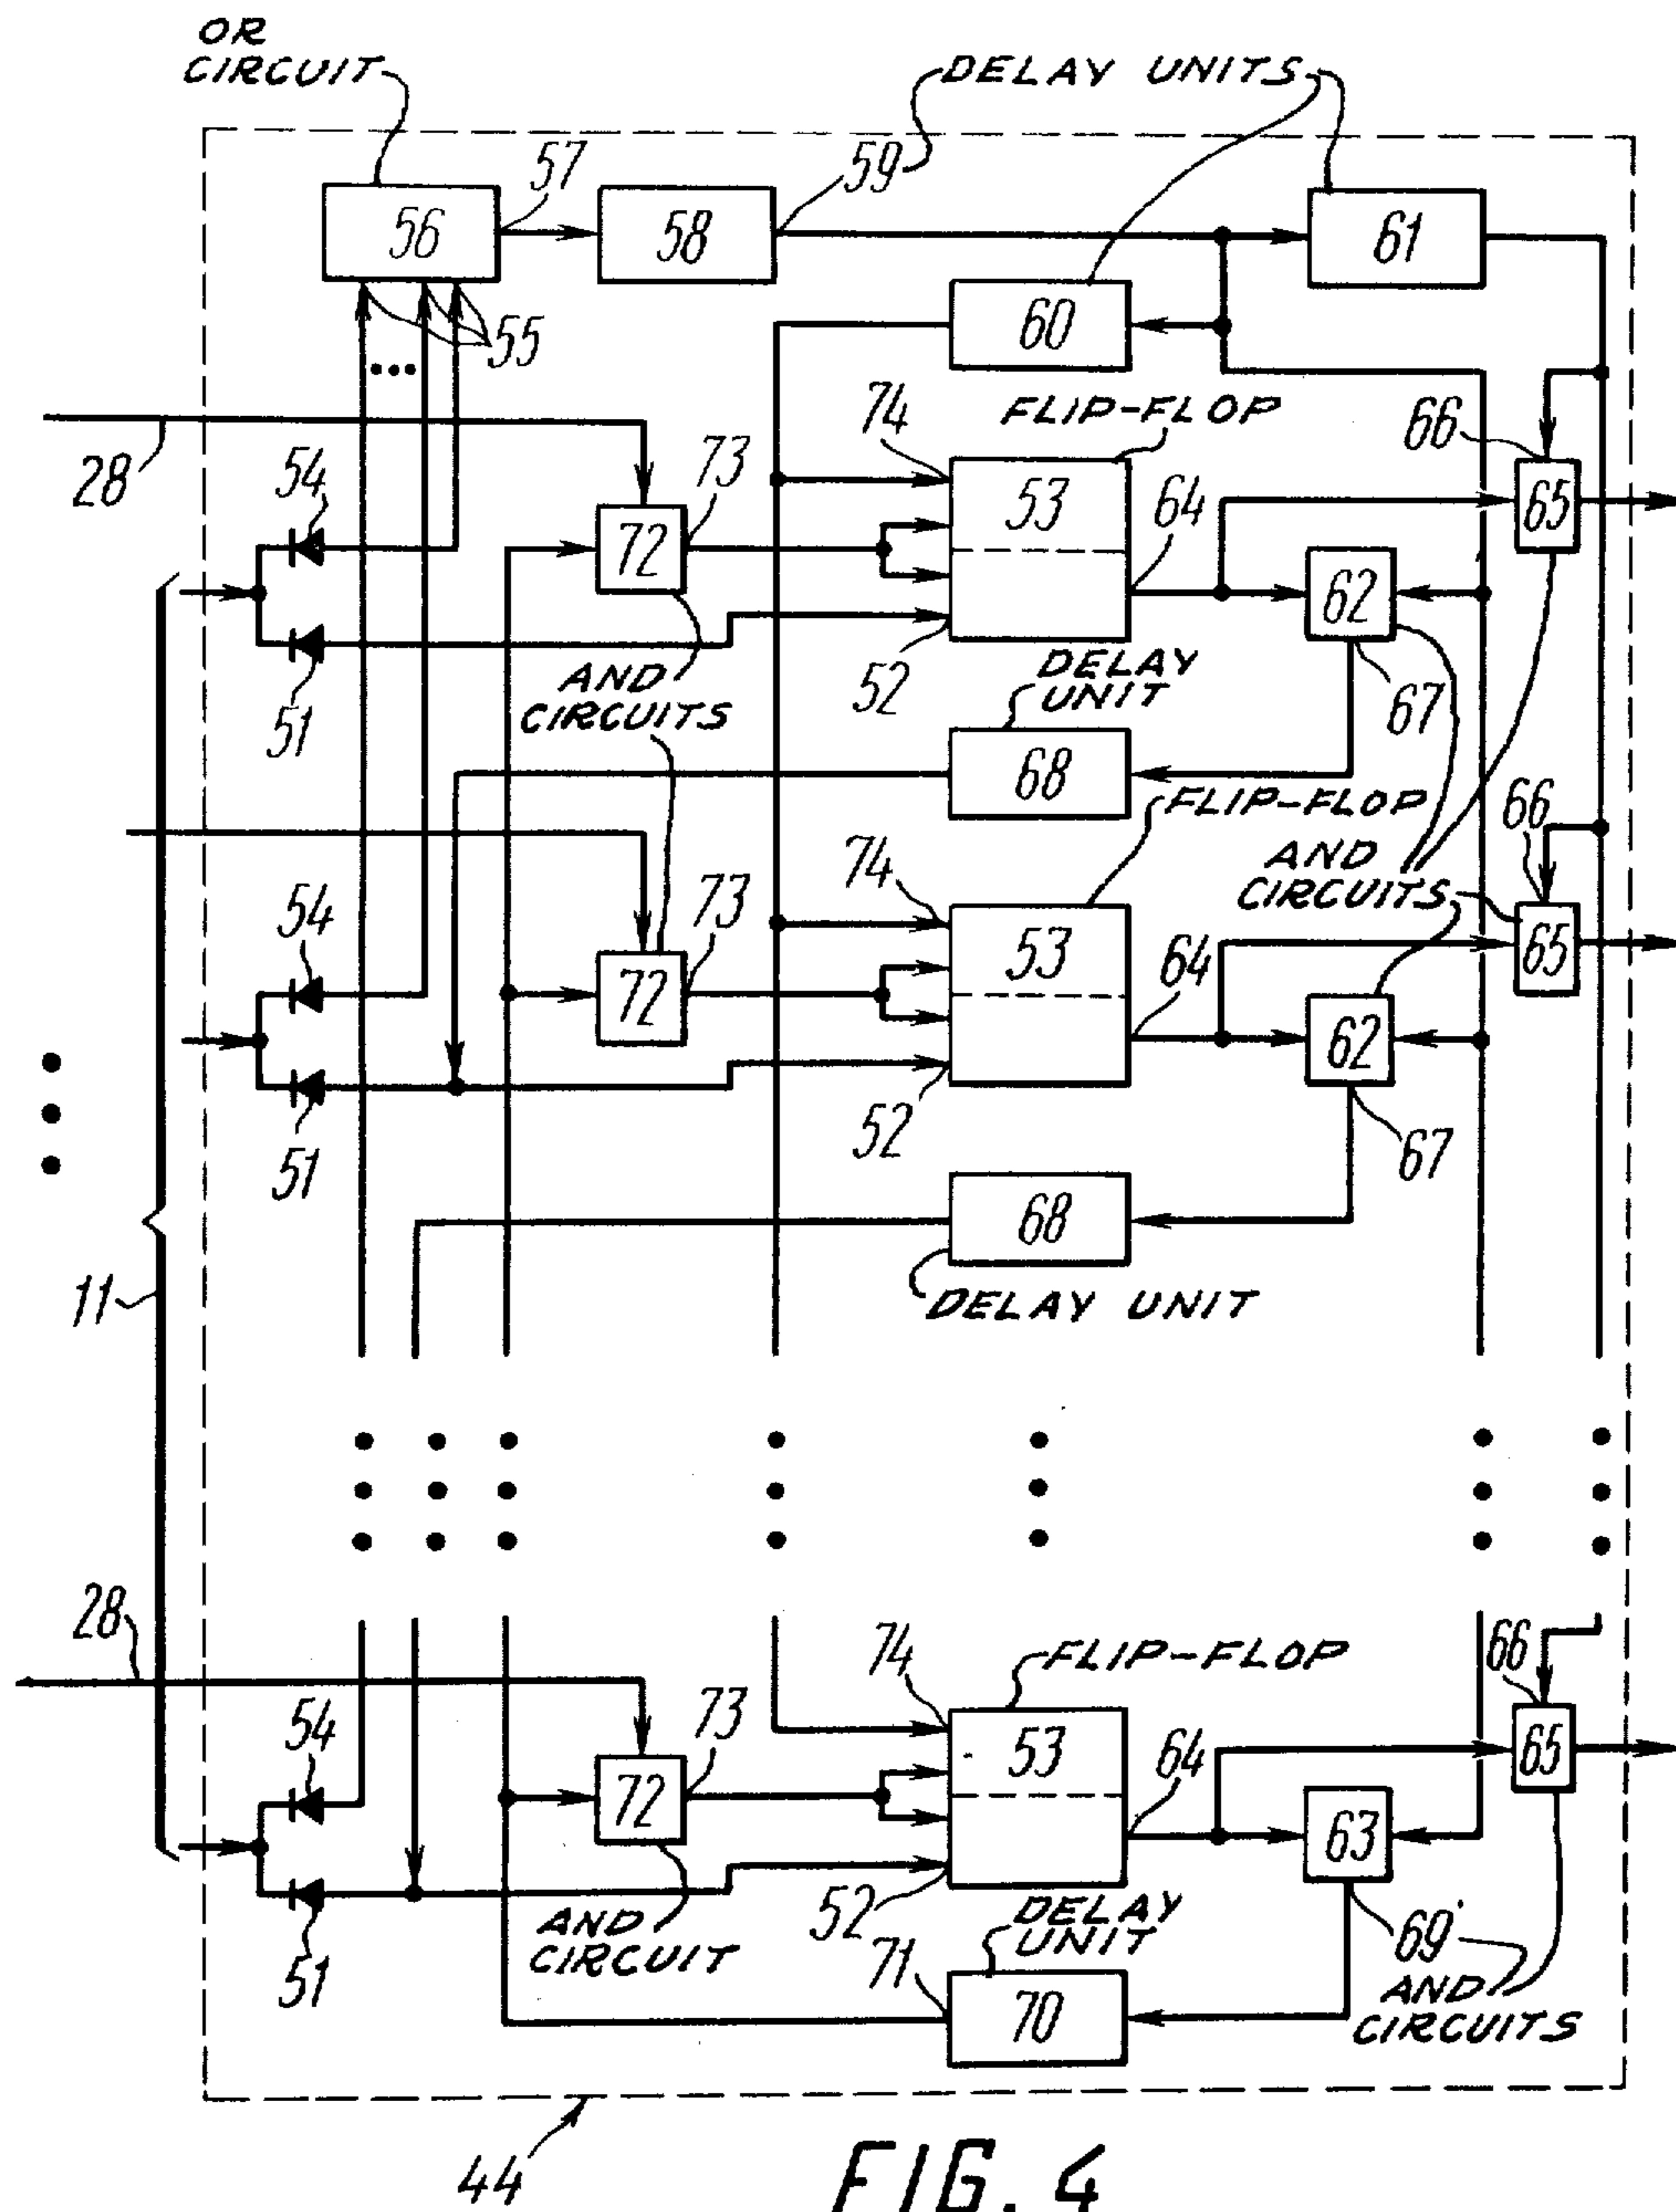 OR
CIRCUIT
DELAY UNITS
57
59
56
58
61
60
55
FLIP-FLOP
74
66
28
54
73
53
64
65
72
62
51
AND
CIRCUITS
52
DELAY
UNIT
67
68
FLIP-FLOP
66
AND
CIRCUITS
74
54
73
53
64
65
72
62
51
52
67
68
11
DELAY UNIT
28
74
FLIP-FLOP
66
54
73
53
64
65
72
63
51
AND
CIRCUIT
52
DELAY
UNIT
69
71
70
AND
CIRCUITS
44
FIG. 4